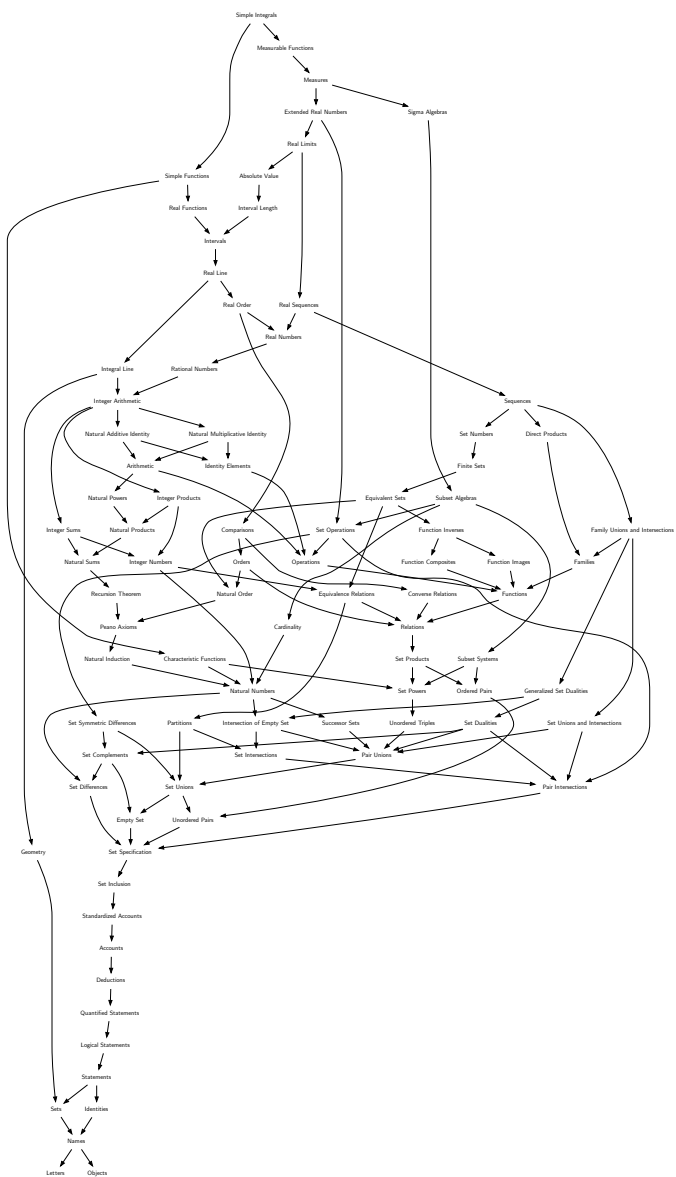 Simple Integrals
Measurable Functions
Measures
Extended Real Numbers
Sigma Algebras
Real Limits
Simple Functions
Absolute Value
Real Functions
Interval Length
Intervals
Real Line
Real Order
Real Sequences
Real Numbers
Integral Line
Rational Numbers
Integer Arithmetic
Sequences
Natural Additive Identity
Natural Multiplicative Identity
Set Numbers
Direct Products
Arithmetic
Identity Elements
Finite Sets
Natural Powers
Integer Products
Equivalent Sets
Subset Algebras
Integer Sums
Natural Products
Comparisons
Set Operations
Function Inverses
Family Unions and Intersections
Natural Sums
Integer Numbers
Orders
Operations
Function Composites
Function Images
Families
Recursion Theorem
Natural Order
Equivalence Relations
Converse Relations
Functions
Peano Axioms
Cardinality
Relations
Natural Induction
Characteristic Functions
Set Products
Subset Systems
Natural Numbers
Set Powers
Ordered Pairs
Generalized Set Dualities
Set Symmetric Differences
Partitions
Intersection of Empty Set
Successor Sets
Unordered Triples
Set Dualities
Set Unions and Intersections
Set Complements
Set Intersections
Pair Unions
Set Differences
Set Unions
Pair Intersections
Empty Set
Unordered Pairs
Geometry
Set Specification
Set Inclusion
Standardized Accounts
Accounts
Deductions
Quantified Statements
Logical Statements
Statements
Sets
Identities
Names
Letters
Objects